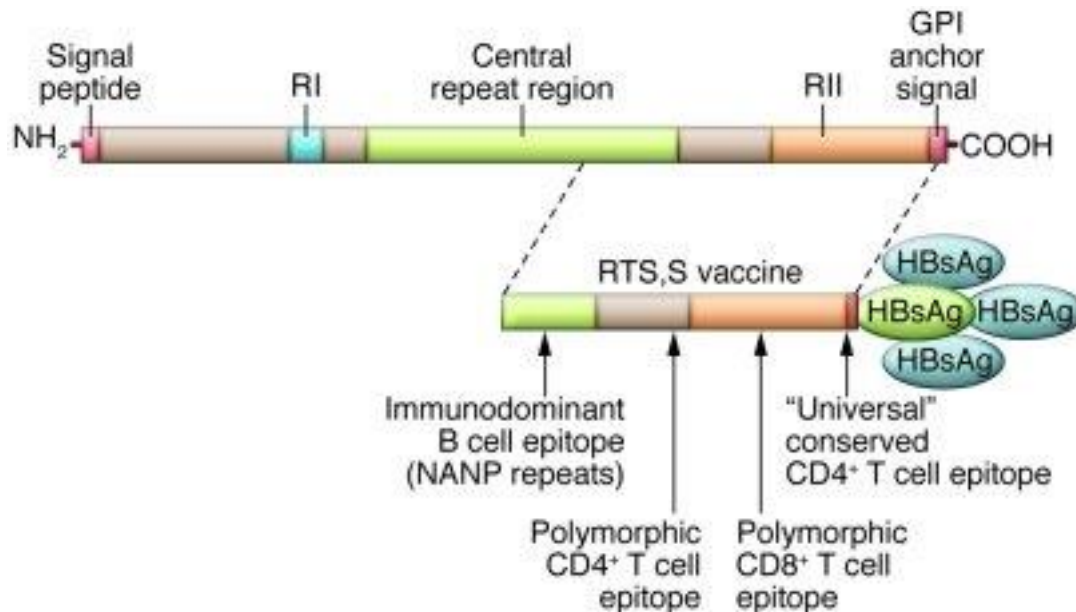 Signal
peptide
RI
Central
repeat region
RII
GPI
anchor
signal
NH₂
COOH
RTS,S vaccine
HBsAg
HBsAg
HBsAg
HBsAg
Immunodominant
B cell epitope
(NANP repeats)
"Universal"
conserved
CD4⁺ T cell epitope
Polymorphic
CD4⁺ T cell
epitope
Polymorphic
CD8⁺ T cell
epitope